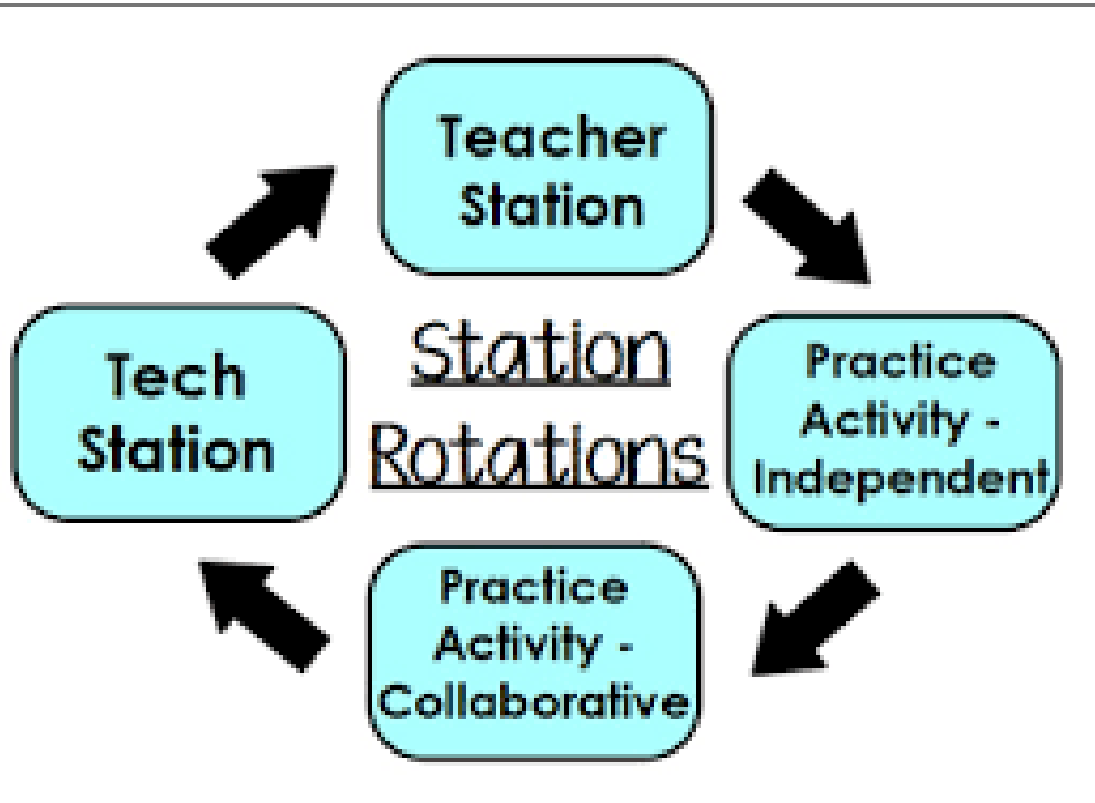 Teacher
Station
Station
Rotations
Tech
Station
Practice
Activity -
Independent
Practice
Activity -
Collaborative